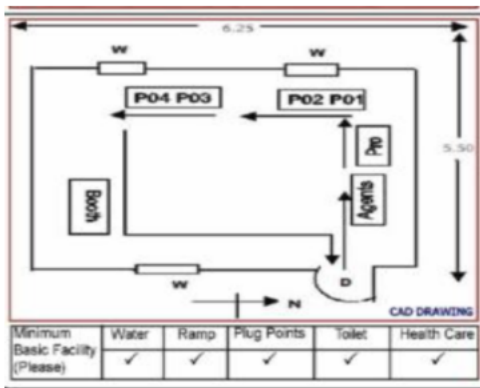 6.25
W W
P04 P03 P02 P01
5.50
Pro
Agents
Booth
W
D
N
CAD DRAWING
Minimum Basic Facility (Please) Water Ramp Plug Points Toilet Health Care
✓ ✓ ✓ ✓ ✓